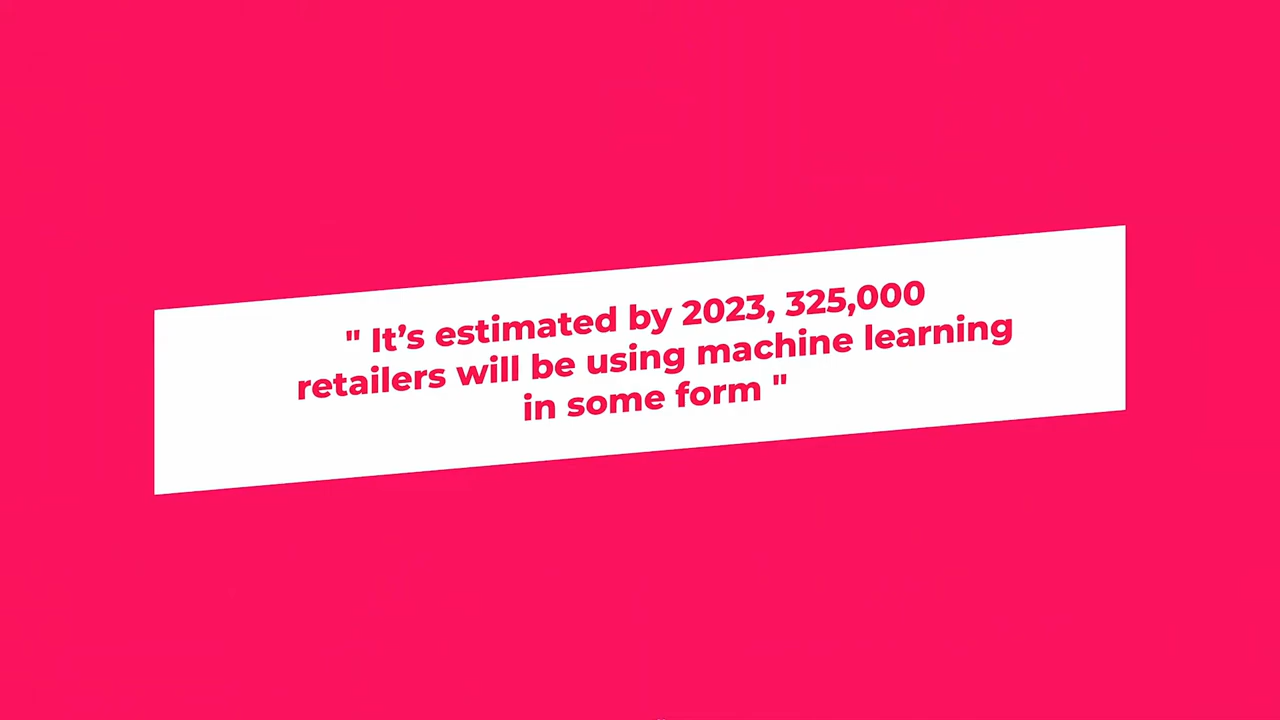 " It’s estimated by 2023, 325,000
retailers will be using machine learning
in some form "